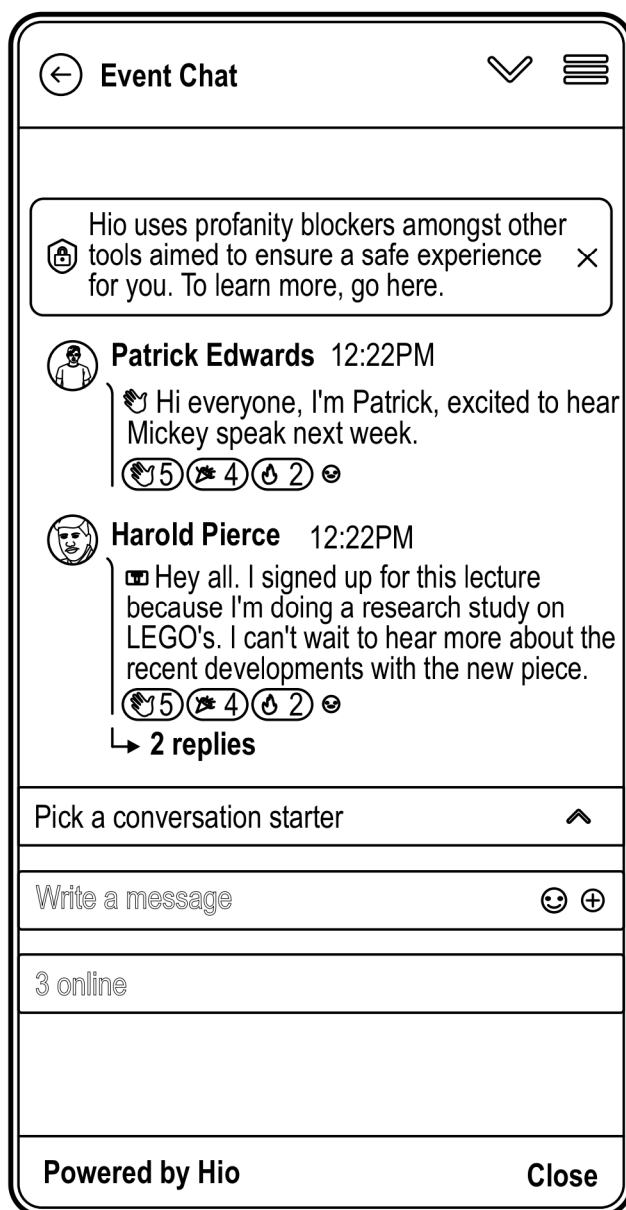 Event Chat
Hio uses profanity blockers amongst other
tools aimed to ensure a safe experience
for you. To learn more, go here.
Patrick Edwards 12:22PM
👋 Hi everyone, I'm Patrick, excited to hear
Mickey speak next week.
5 4 2
Harold Pierce 12:22PM
Hey all. I signed up for this lecture
because I'm doing a research study on
LEGO's. I can't wait to hear more about the
recent developments with the new piece.
5 4 2
2 replies
Pick a conversation starter
Write a message
3 online
Powered by Hio Close